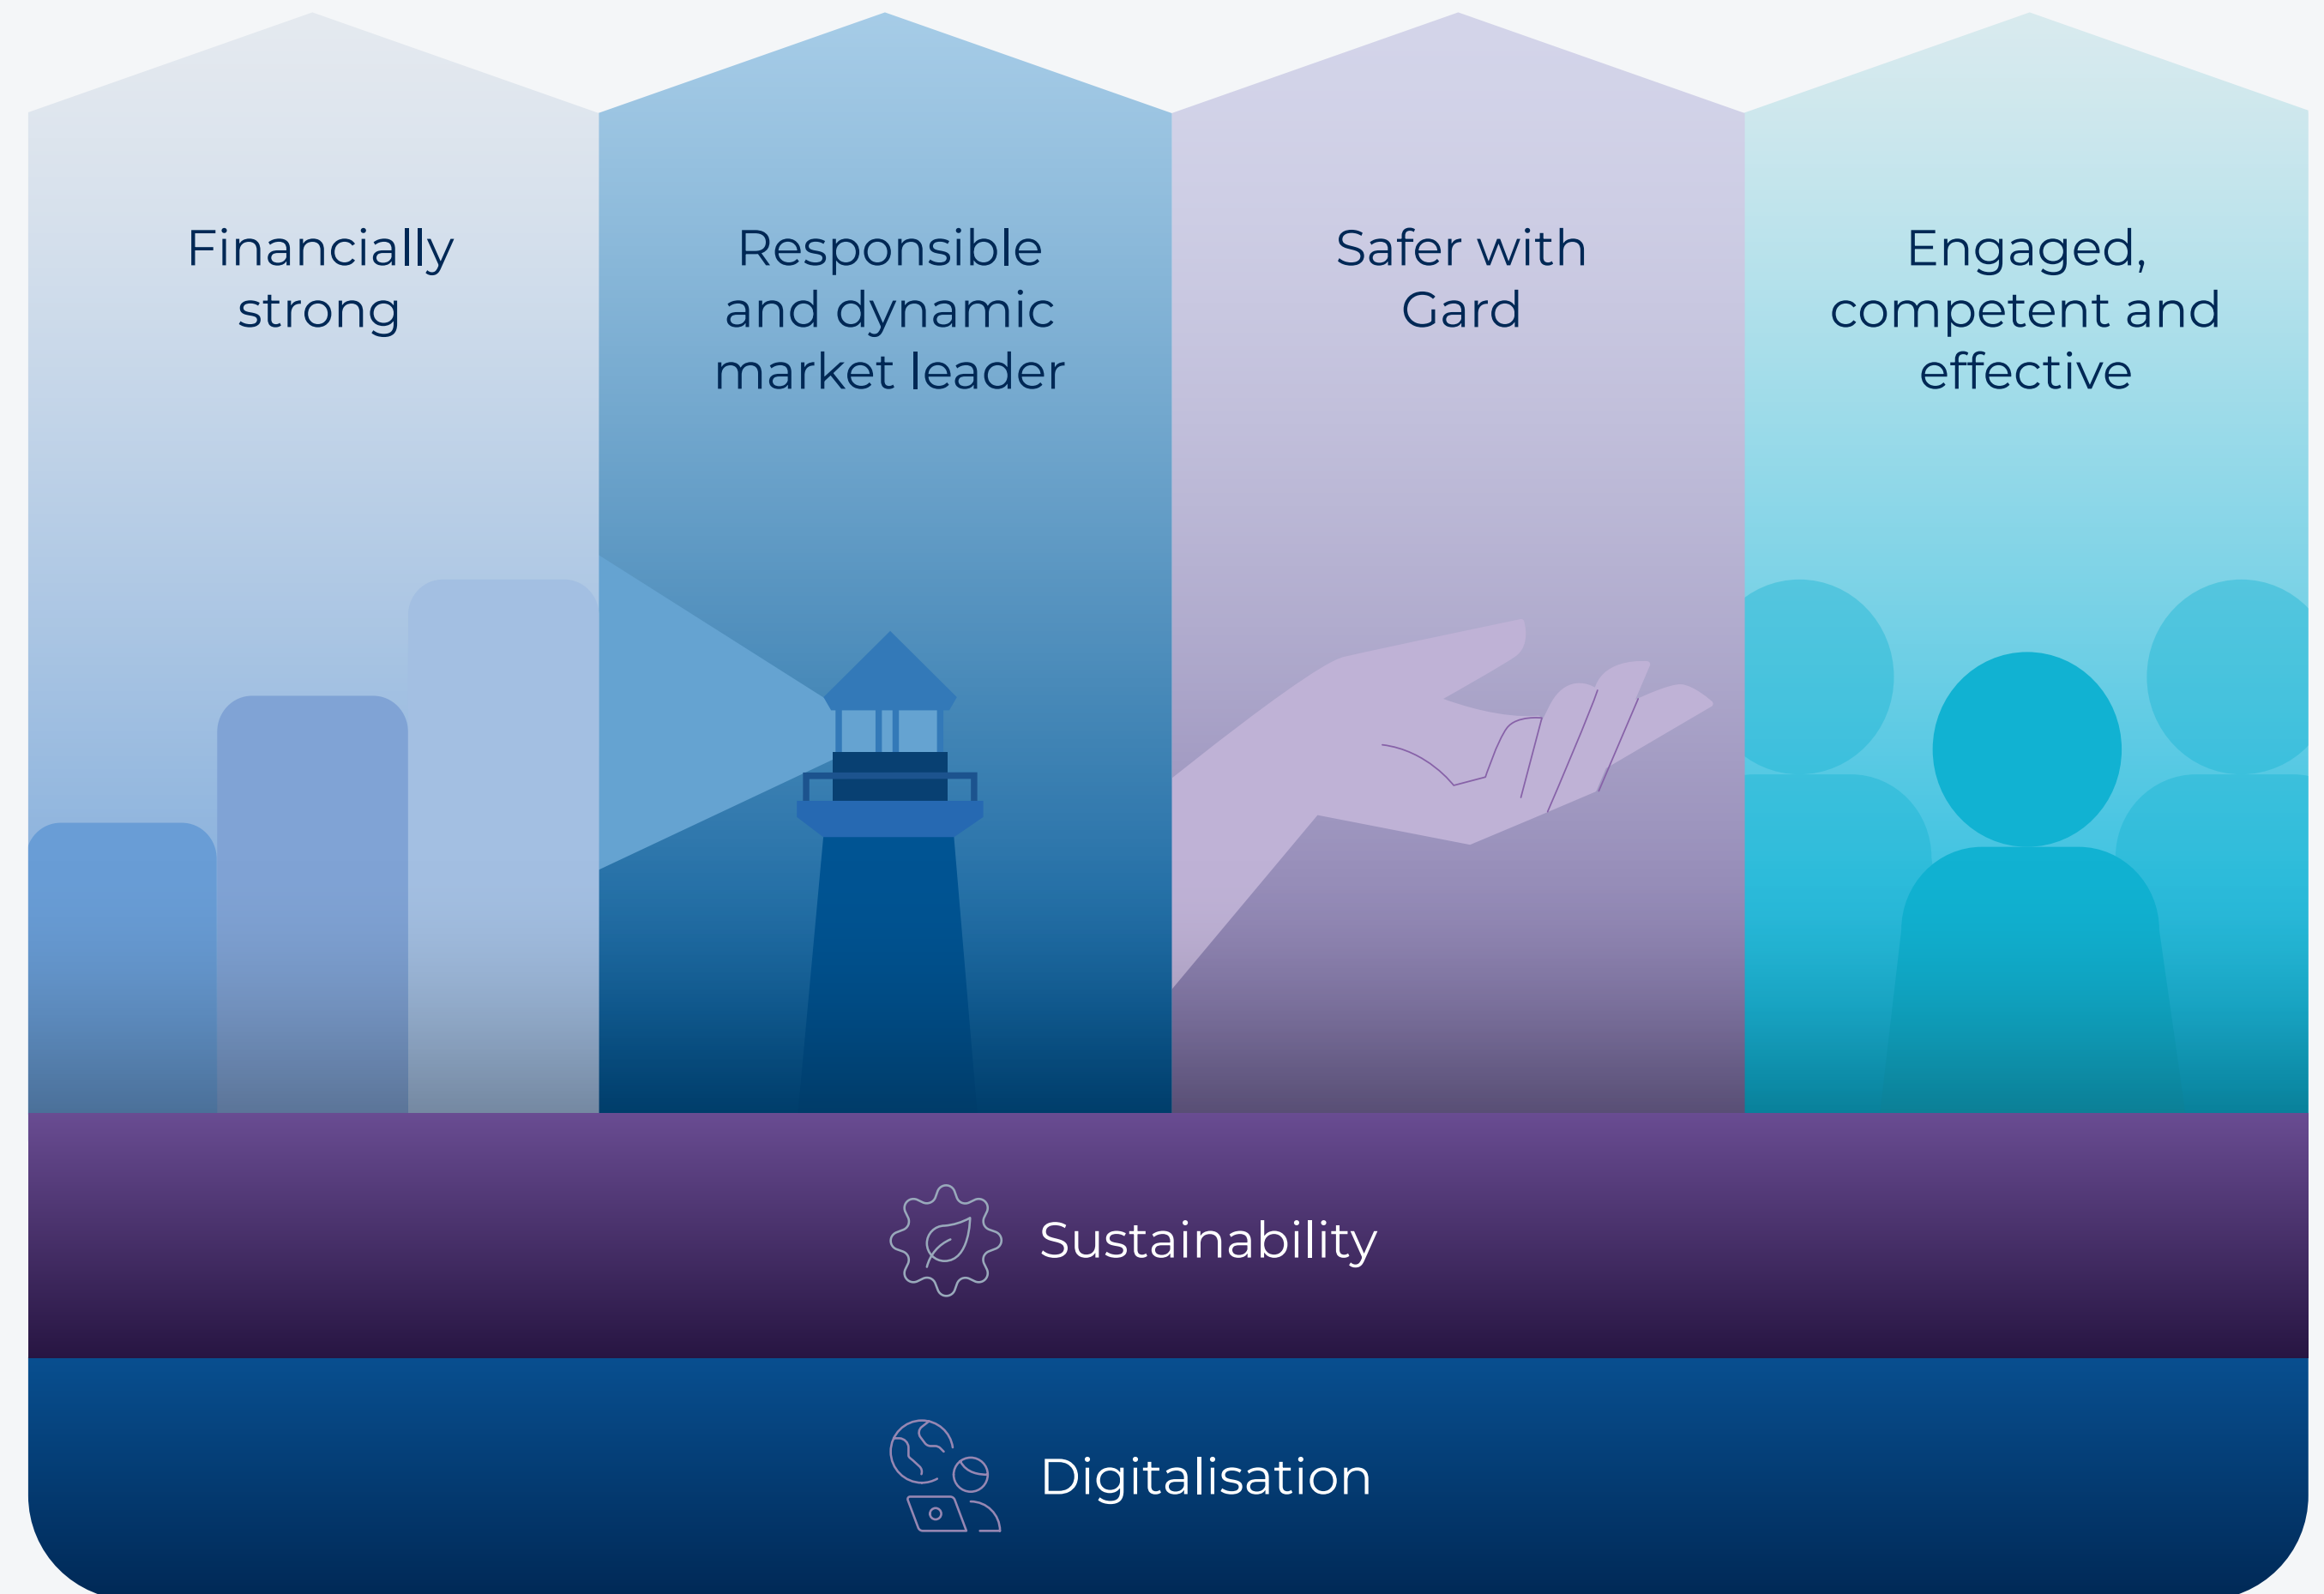 Financially
strong
Responsible
and dynamic
market leader
Safer with
Gard
Engaged,
competent and
effective
Sustainability
Digitalisation